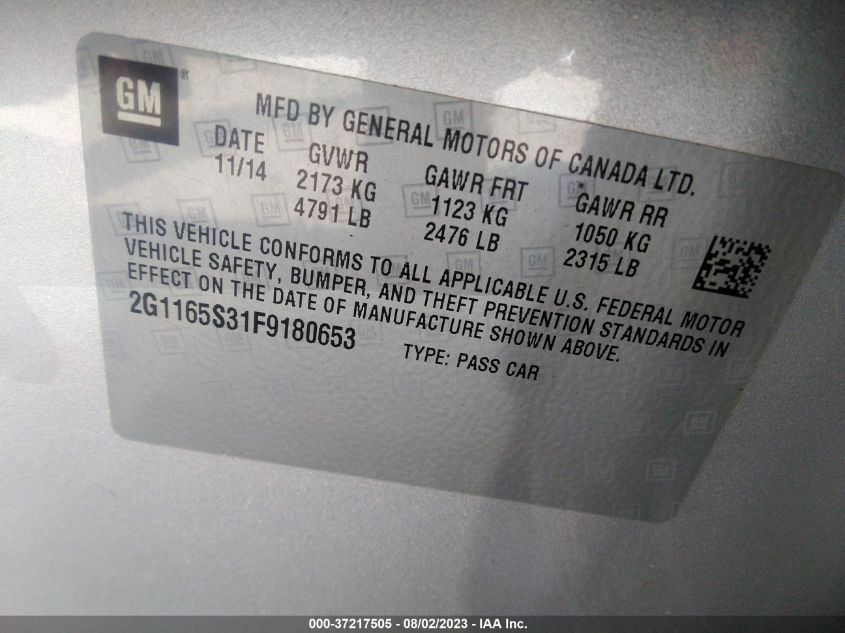 GM ®
MFD BY GENERAL MOTORS OF CANADA LTD.
DATE GVWR GAWR FRT GAWR RR
11/14 2173 KG 1123 KG 1050 KG
4791 LB 2476 LB 2315 LB
THIS VEHICLE CONFORMS TO ALL APPLICABLE U.S. FEDERAL MOTOR
VEHICLE SAFETY, BUMPER, AND THEFT PREVENTION STANDARDS IN
EFFECT ON THE DATE OF MANUFACTURE SHOWN ABOVE.
2G1165S31F9180653 TYPE: PASS CAR
000-37217505 - 08/02/2023 - IAA Inc.